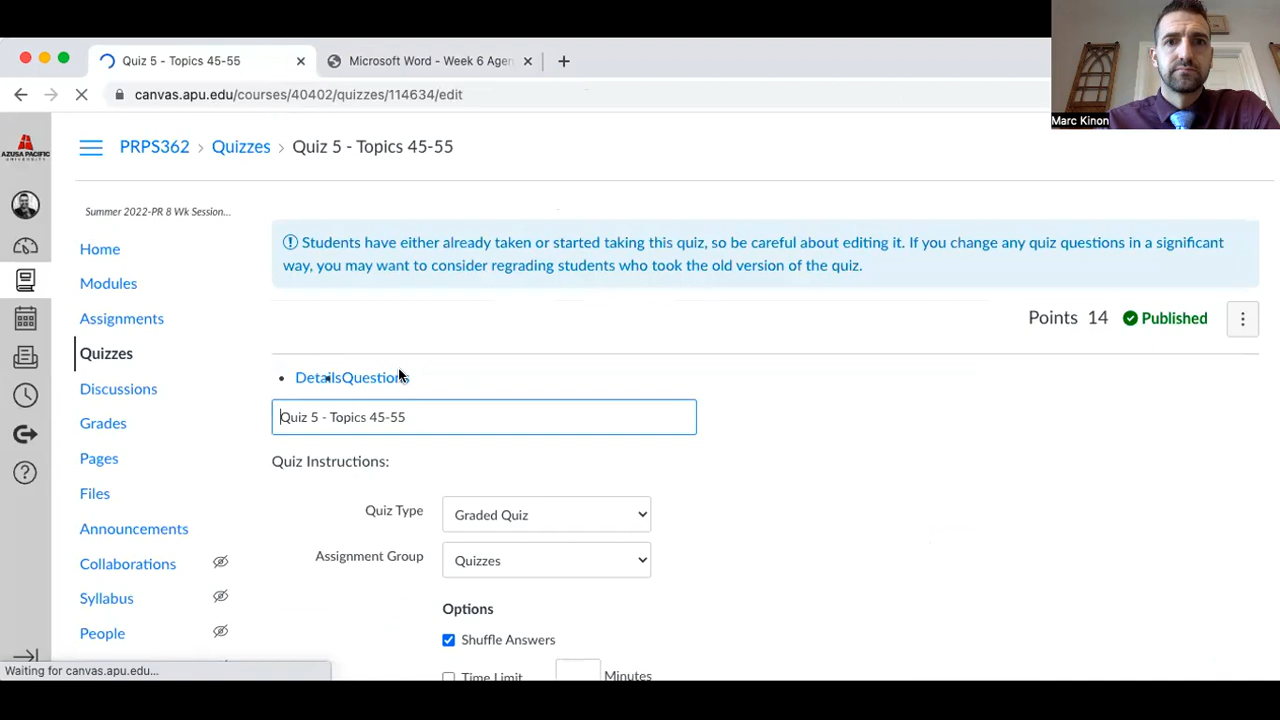 Quiz 5 - Topics 45-55
Microsoft Word - Week 6 Agen
canvas.apu.edu/courses/40402/quizzes/114634/edit
Marc Kinon
AZUSA PACIFIC
UNIVERSITY
PRPS362 > Quizzes > Quiz 5 - Topics 45-55
Summer 2022-PR 8 Wk Session...
Home
Modules
Assignments
Quizzes
Discussions
Grades
Pages
Files
Announcements
Collaborations
Syllabus
People
Students have either already taken or started taking this quiz, so be careful about editing it. If you change any quiz questions in a significant
way, you may want to consider regrading students who took the old version of the quiz.
Points 14 Published
• Details
• Questions
Quiz 5 - Topics 45-55
Quiz Instructions:
Quiz Type Graded Quiz
Assignment Group Quizzes
Options
Shuffle Answers
Time Limit Minutes
Waiting for canvas.apu.edu...